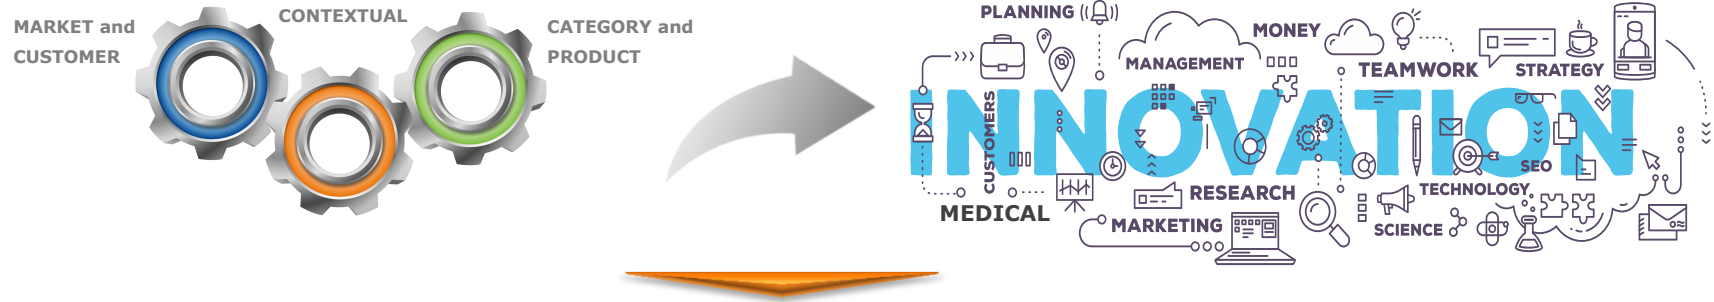 MARKET and
CUSTOMER
CONTEXTUAL
CATEGORY and
PRODUCT
PLANNING
MONEY
MANAGEMENT
TEAMWORK
STRATEGY
INNOVATION
CUSTOMERS
SEO
RESEARCH
TECHNOLOGY
MEDICAL
MARKETING
SCIENCE